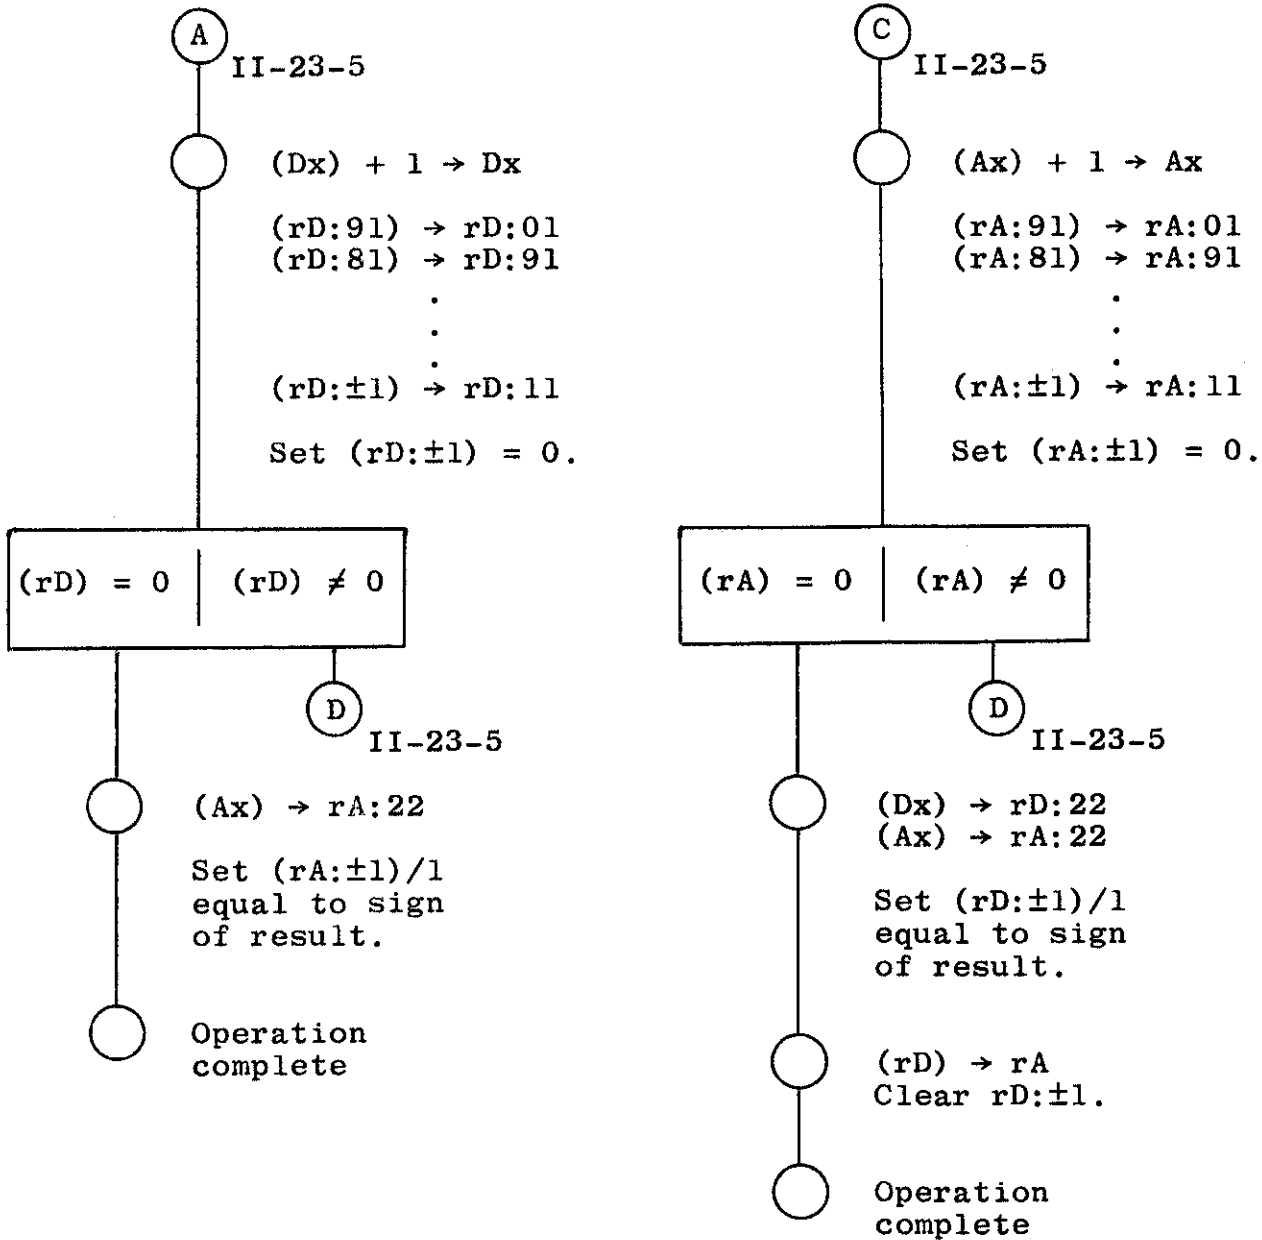 A
II-23-5
(Dx) + 1 → Dx
(rD:91) → rD:01
(rD:81) → rD:91
.
.
.
(rD:±1) → rD:11
Set (rD:±1) = 0.
(rD) = 0
(rD) ≠ 0
D
II-23-5
(Ax) → rA:22
Set (rA:±1)/1
equal to sign
of result.
Operation
complete
C
II-23-5
(Ax) + 1 → Ax
(rA:91) → rA:01
(rA:81) → rA:91
.
.
.
(rA:±1) → rA:11
Set (rA:±1) = 0.
(rA) = 0
(rA) ≠ 0
D
II-23-5
(Dx) → rD:22
(Ax) → rA:22
Set (rD:±1)/1
equal to sign
of result.
(rD) → rA
Clear rD:±1.
Operation
complete